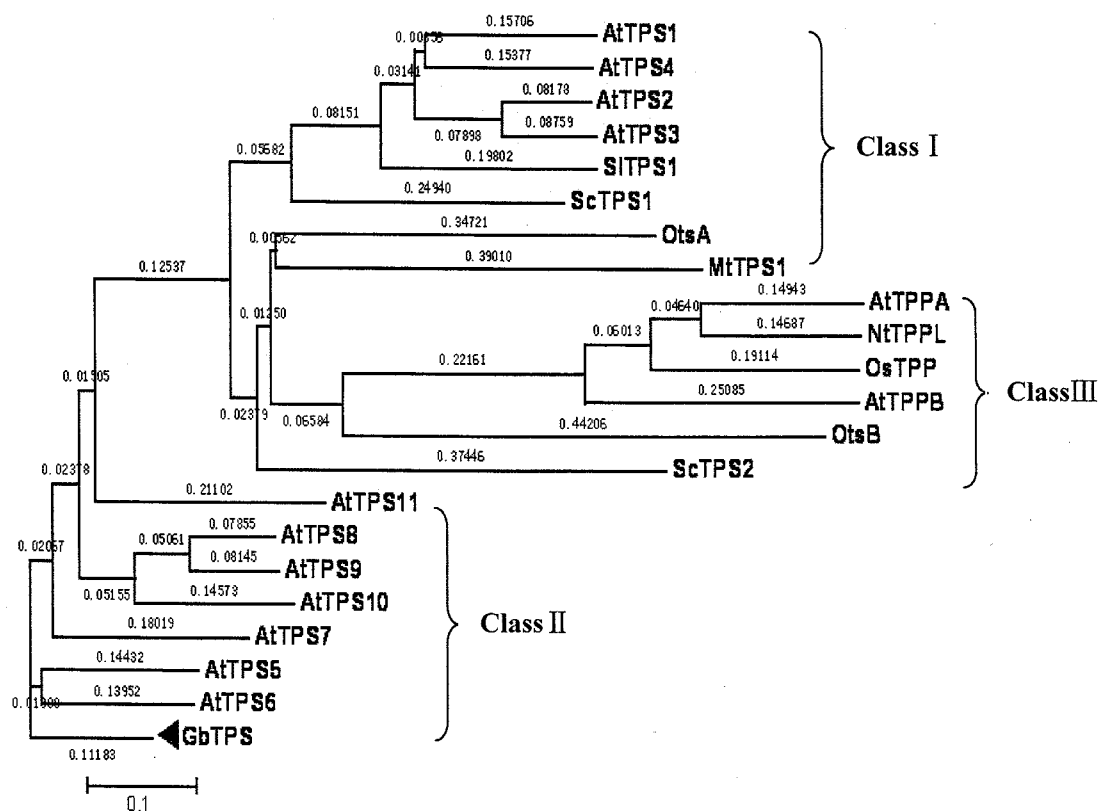 0.15706
AtTPS1
0.15377
AtTPS4
0.03141
0.08178
AtTPS2
0.08759
AtTPS3
0.07898
0.08151
0.19802
SlTPS1
0.05682
0.24940
ScTPS1
Class Ⅰ
0.34721
OtsA
0.39010
MtTPS1
0.12537
0.14943
AtTPPA
0.04640
0.14687
NtTPPL
0.06013
0.19114
OsTPP
0.22161
0.25085
AtTPPB
0.06584
0.44206
OtsB
0.02379
0.37446
ScTPS2
ClassⅢ
0.02378
0.21102
AtTPS11
0.07855
AtTPS8
0.05061
0.08145
AtTPS9
0.05155
0.14573
AtTPS10
0.02067
0.18019
AtTPS7
Class Ⅱ
0.14432
AtTPS5
0.13952
AtTPS6
GbTPS
0.11183
0.1